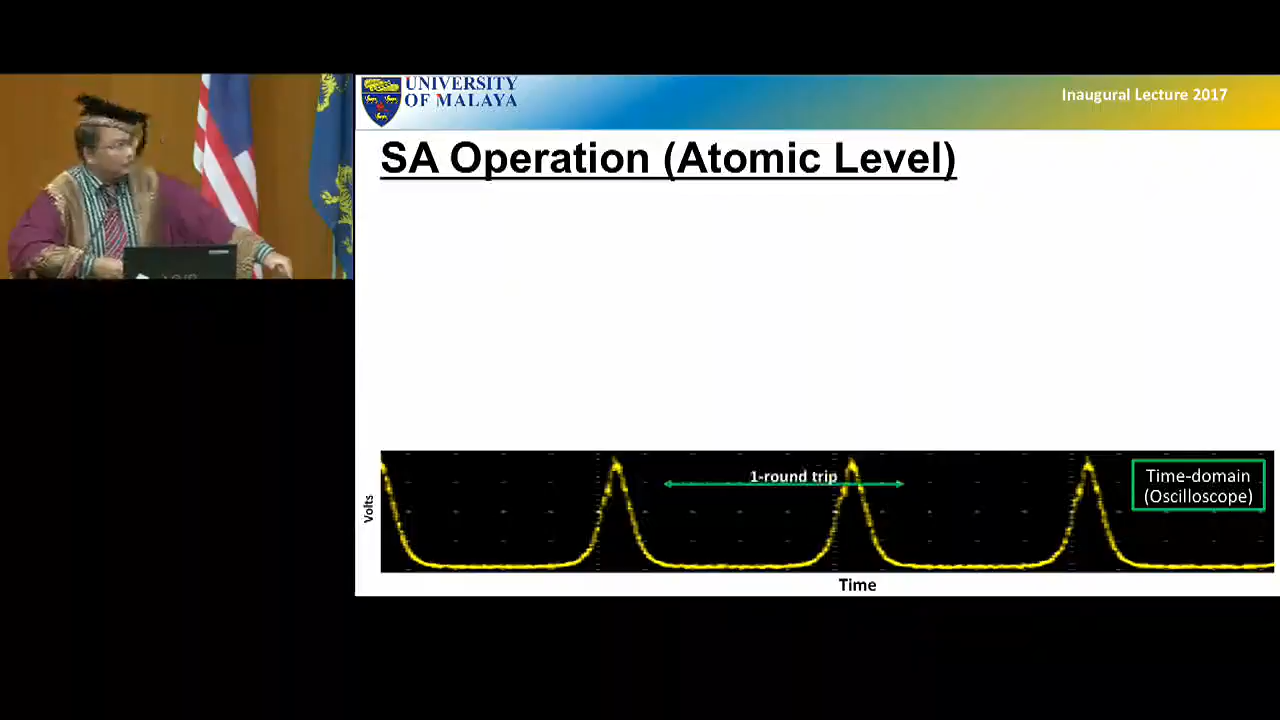 UNIVERSITY
OF MALAYA
Inaugural Lecture 2017
SA Operation (Atomic Level)
1-round trip
Time-domain
(Oscilloscope)
Volts
Time